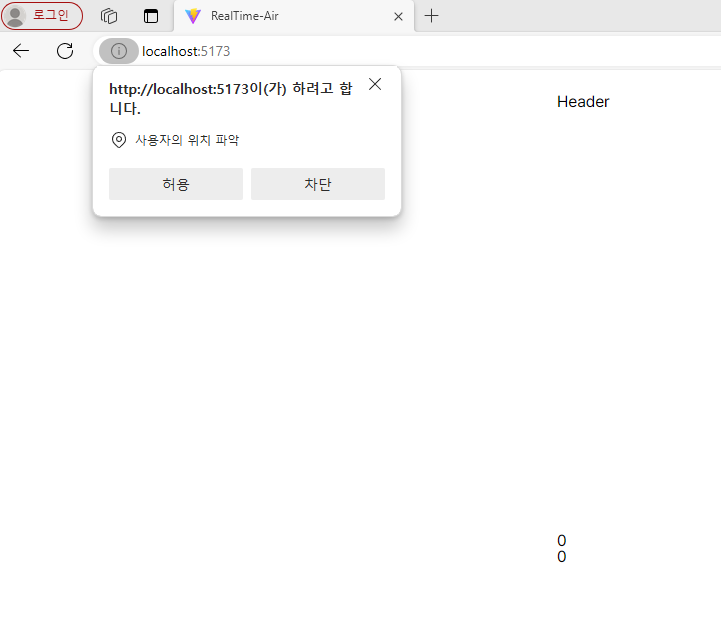 로그인
RealTime-Air
localhost:5173
http://localhost:5173이(가) 하려고 합
니다.
사용자의 위치 파악
허용
차단
Header
0
0